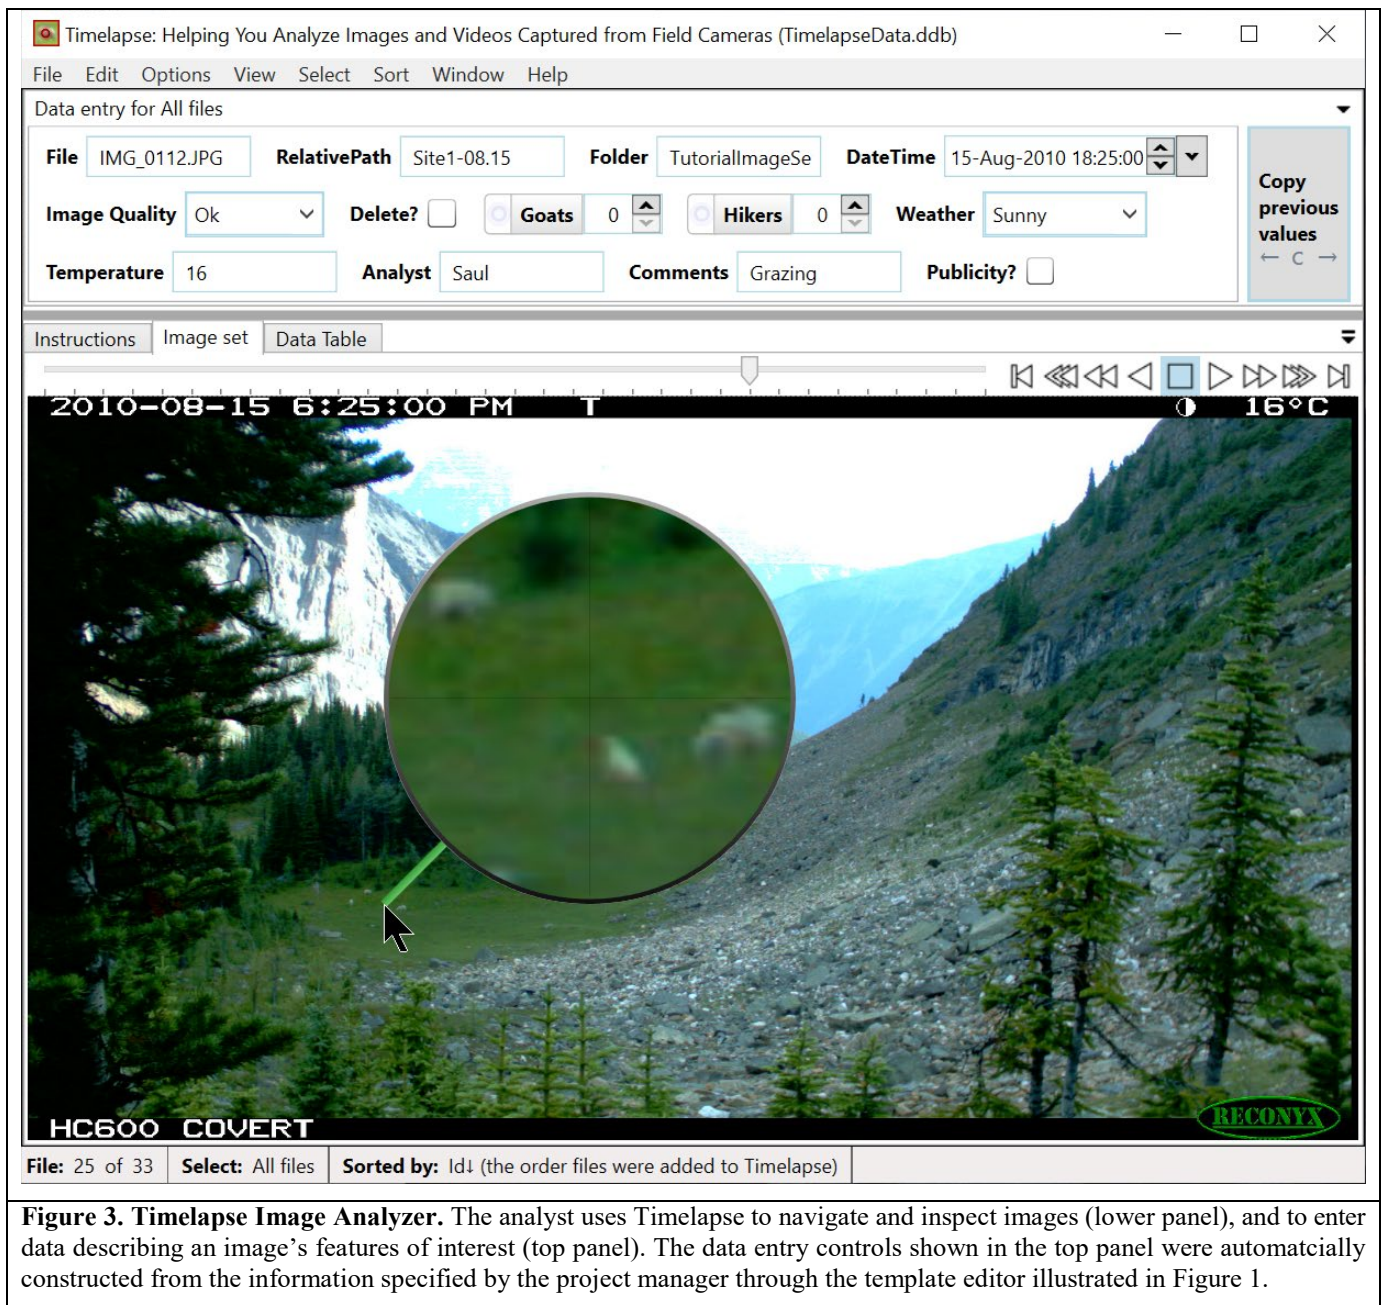 Timelapse: Helping You Analyze Images and Videos Captured from Field Cameras (TimelapseData.ddb)
File Edit Options View Select Sort Window Help
Data entry for All files
File IMG_0112.JPG RelativePath Site1-08.15 Folder TutorialImageSe DateTime 15-Aug-2010 18:25:00
Image Quality Ok Delete? Goats 0 Hikers 0 Weather Sunny
Temperature 16 Analyst Saul Comments Grazing Publicity?
Copy
previous
values
← C →
Instructions Image set Data Table
2010-08-15 6:25:00 PM T 16°C
HC600 COVERT RECONYX
File: 25 of 33 Select: All files Sorted by: Id↓ (the order files were added to Timelapse)
Figure 3. Timelapse Image Analyzer. The analyst uses Timelapse to navigate and inspect images (lower panel), and to enter
data describing an image's features of interest (top panel). The data entry controls shown in the top panel were automatcially
constructed from the information specified by the project manager through the template editor illustrated in Figure 1.